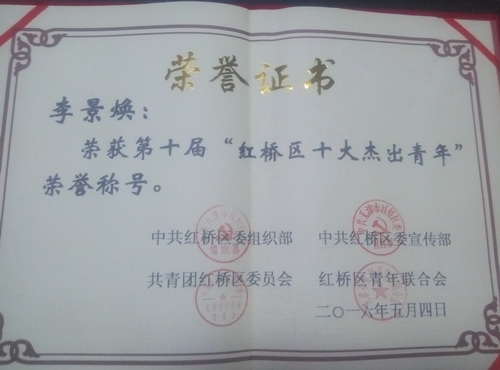 荣誉证书
李景焕：
荣获第十届“红桥区十大杰出青年”
荣誉称号。
中共红桥区委组织部 中共红桥区委宣传部
共青团红桥区委员会 红桥区青年联合会
二〇一六年五月四日